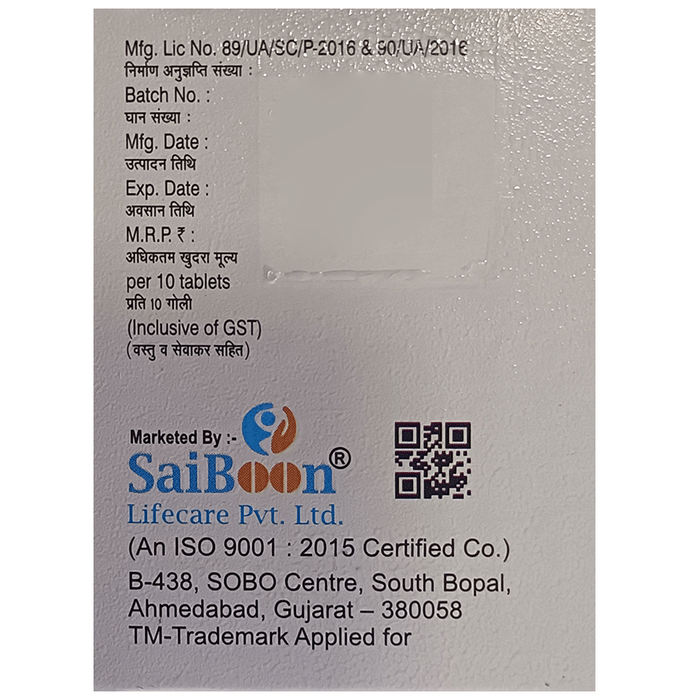 Mfg. Lic No. 89/UA/SC/P-2016 & 90/UA/2016
निर्माण अनुज्ञप्ति संख्या :
Batch No. :
घान संख्या :
Mfg. Date :
उत्पादन तिथि
Exp. Date :
अवसान तिथि
M.R.P. ₹ :
अधिकतम खुदरा मूल्य
per 10 tablets
प्रति 10 गोली
(Inclusive of GST)
(वस्तु व सेवाकर सहित)
Marketed By :-
SaiBoon®
Lifecare Pvt. Ltd.
(An ISO 9001 : 2015 Certified Co.)
B-438, SOBO Centre, South Bopal,
Ahmedabad, Gujarat – 380058
TM-Trademark Applied for